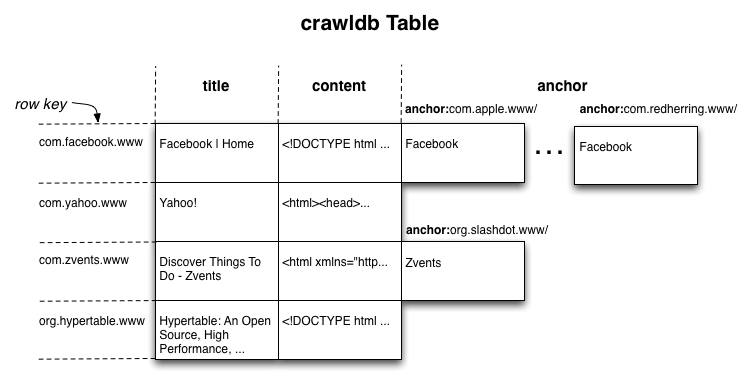 crawldb Table
title content anchor
row key
anchor:com.apple.www/ anchor:com.redherring.www/
com.facebook.www Facebook | Home <!DOCTYPE html ... Facebook ... Facebook
com.yahoo.www Yahoo! <html><head>...
anchor:org.slashdot.www/
com.zvents.www Discover Things To <html xmlns="http... Zvents
Do - Zvents
org.hypertable.www Hypertable: An Open <!DOCTYPE html ...
Source, High
Performance, ...